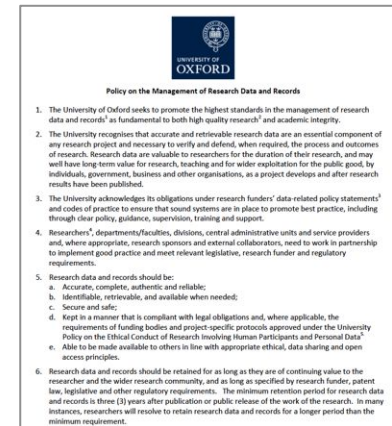 UNIVERSITY OF
OXFORD
Policy on the Management of Research Data and Records
1. The University of Oxford seeks to promote the highest standards in the management of research
data and records¹ as fundamental to both high quality research² and academic integrity.
2. The University recognises that accurate and retrievable research data are an essential component of
any research project and necessary to verify and defend, when required, the process and outcomes
of research. Research data are valuable to researchers for the duration of their research, and may
well have long-term value for research, teaching and for wider exploitation for the public good, by
individuals, government, business and other organisations, as a project develops and after research
results have been published.
3. The University acknowledges its obligations under research funders' data-related policy statements³
and codes of practice to ensure that sound systems are in place to promote best practice, including
through clear policy, guidance, supervision, training and support.
4. Researchers⁴, departments/faculties, divisions, central administrative units and service providers
and, where appropriate, research sponsors and external collaborators, need to work in partnership
to implement good practice and meet relevant legislative, research funder and regulatory
requirements.
5. Research data and records should be:
a. Accurate, complete, authentic and reliable;
b. Identifiable, retrievable, and available when needed;
c. Secure and safe;
d. Kept in a manner that is compliant with legal obligations and, where applicable, the
requirements of funding bodies and project-specific protocols approved under the University
Policy on the Ethical Conduct of Research Involving Human Participants and Personal Data⁵
e. Able to be made available to others in line with appropriate ethical, data sharing and open
access principles.
6. Research data and records should be retained for as long as they are of continuing value to the
researcher and the wider research community, and as long as specified by research funder, patent
law, legislative and other regulatory requirements. The minimum retention period for research data
and records is three (3) years after publication or public release of the work of the research. In many
instances, researchers will resolve to retain research data and records for a longer period than the
minimum requirement.